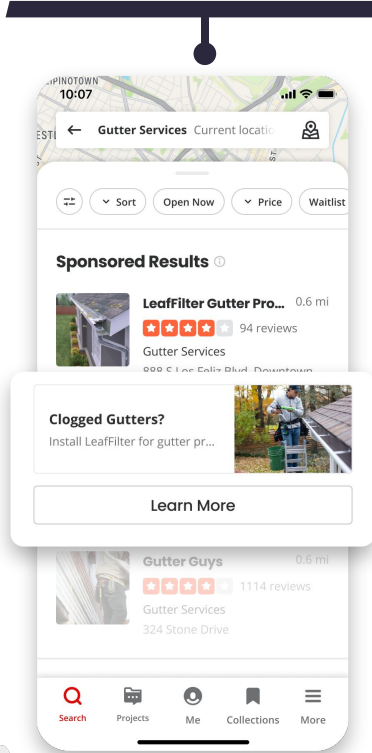 10:07
Gutter Services Current locatio
Sort
Open Now
Price
Waitlist
Sponsored Results
LeafFilter Gutter Pro... 0.6 mi
94 reviews
Gutter Services
888 S Los Feliz Blvd, Downtown
Clogged Gutters?
Install LeafFilter for gutter pr...
Learn More
Gutter Guys 0.6 mi
1114 reviews
Gutter Services
324 Stone Drive
Search Projects Me Collections More